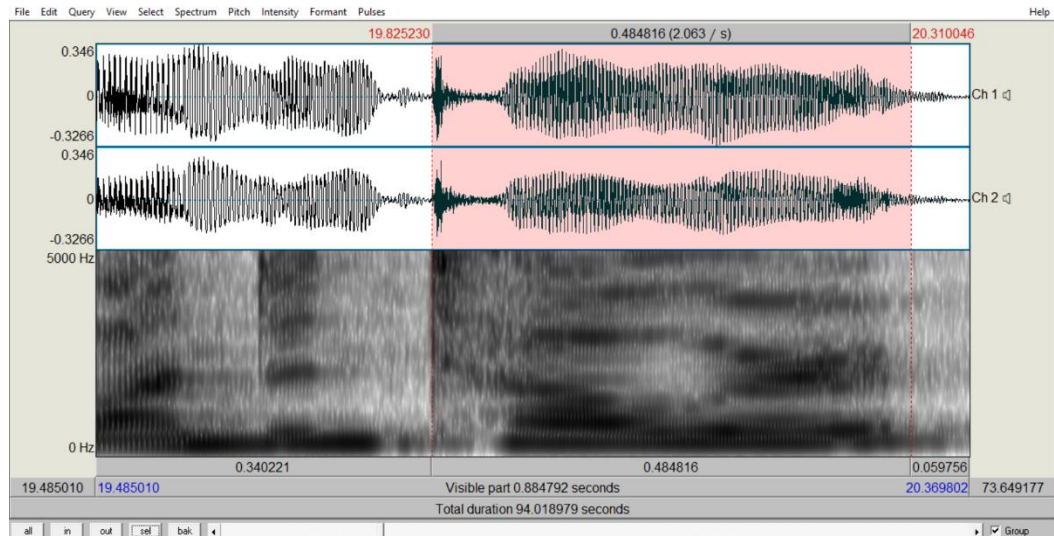 File Edit Query View Select Spectrum Pitch Intensity Formant Pulses Help
19.825230 0.484816 (2.063 / s) 20.310046
0.346
0
-0.3266
Ch 1
0.346
0
-0.3266
Ch 2
5000 Hz
0 Hz
0.340221 0.484816 0.059756
19.485010 19.485010 Visible part 0.884792 seconds 20.369802 73.649177
Total duration 94.018979 seconds
all in out sel bak Group